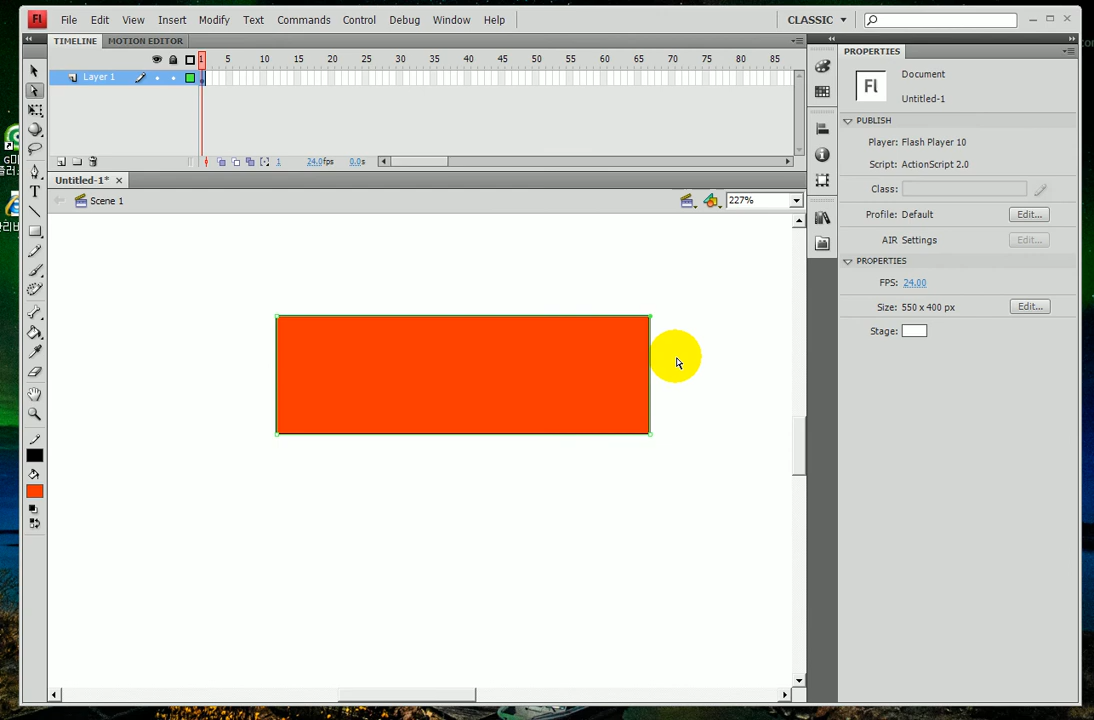 Fl File Edit View Insert Modify Text Commands Control Debug Window Help CLASSIC
TIMELINE MOTION EDITOR
1 5 10 15 20 25 30 35 40 45 50 55 60 65 70 75 80 85
Layer 1
1 24.0fps 0.0s
Untitled-1*
Scene 1 227%
PROPERTIES
Fl Document
Untitled-1
PUBLISH
Player: Flash Player 10
Script: ActionScript 2.0
Class:
Profile: Default Edit...
AIR Settings Edit...
PROPERTIES
FPS: 24.00
Size: 550 x 400 px Edit...
Stage:
T